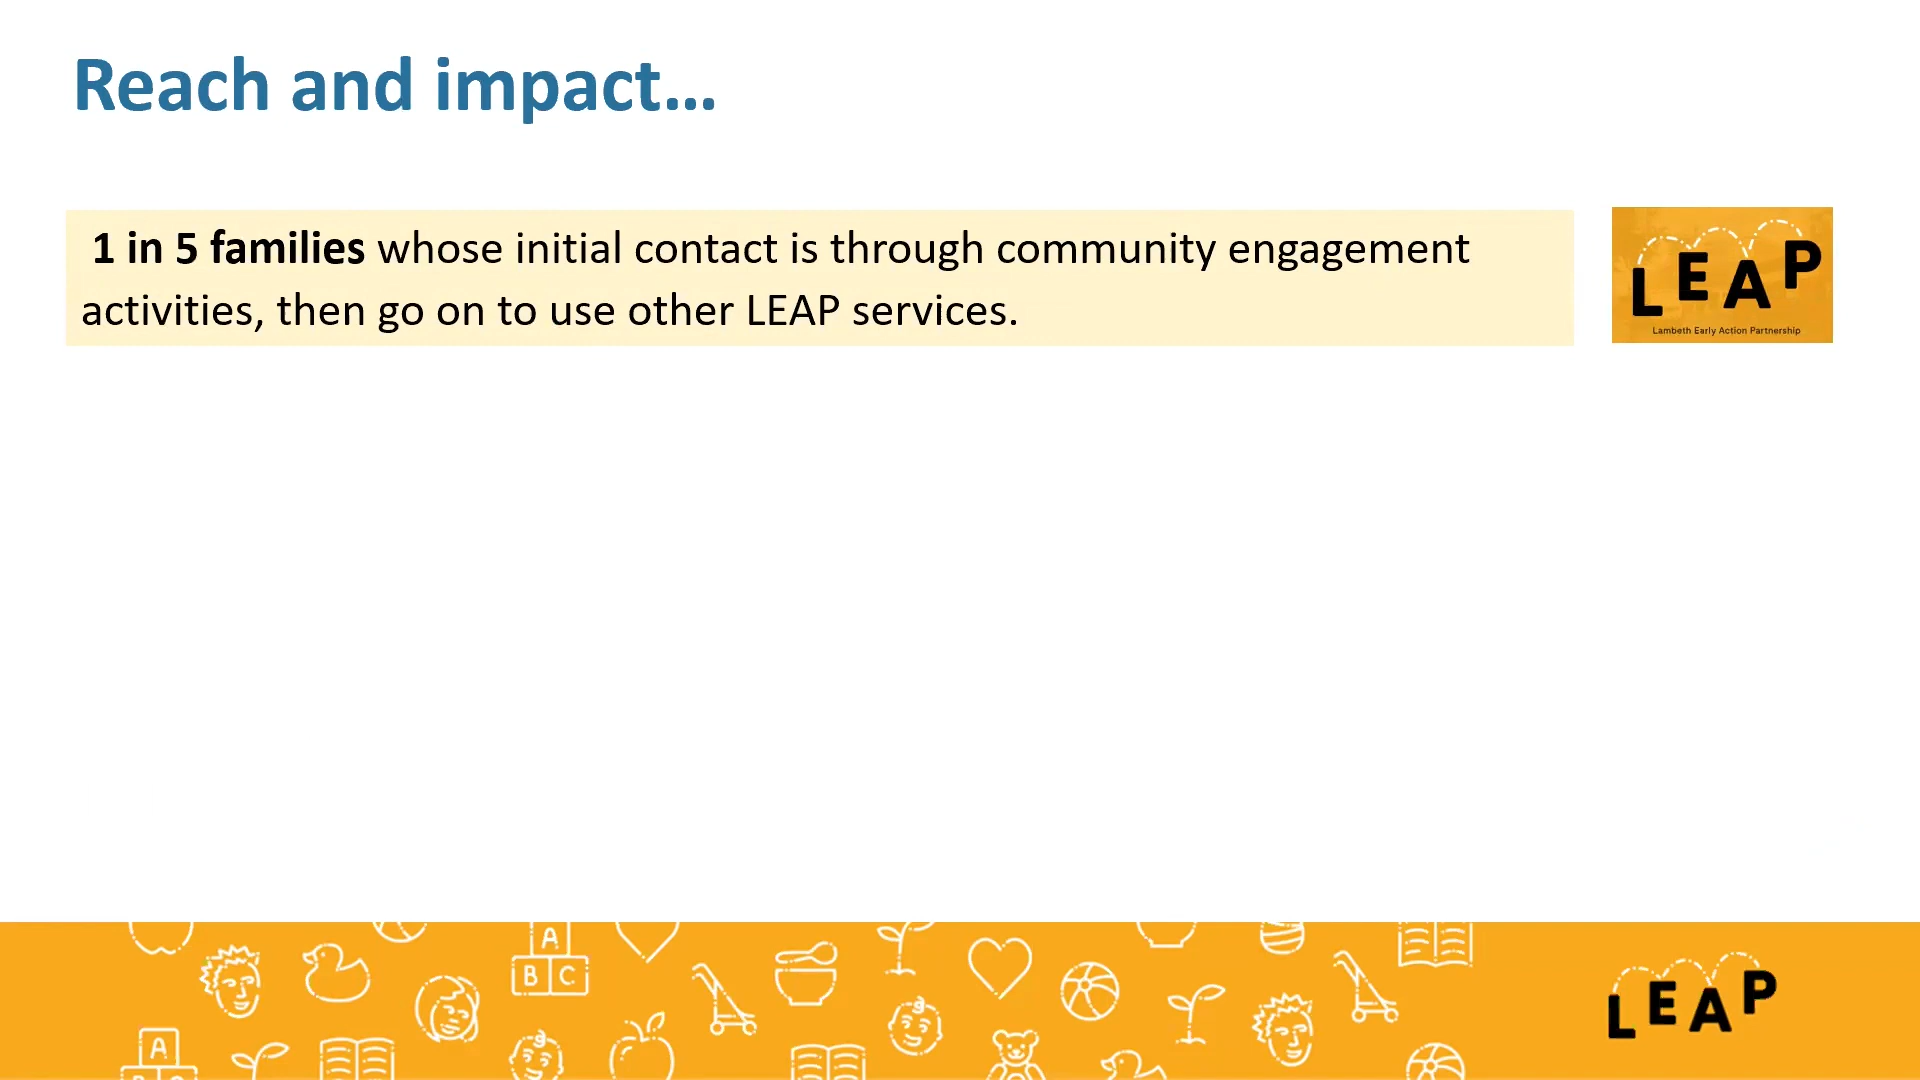 Reach and impact...
1 in 5 families whose initial contact is through community engagement
activities, then go on to use other LEAP services.
LEAP
Lambeth Early Action Partnership
A
B C
A
B C
LEAP